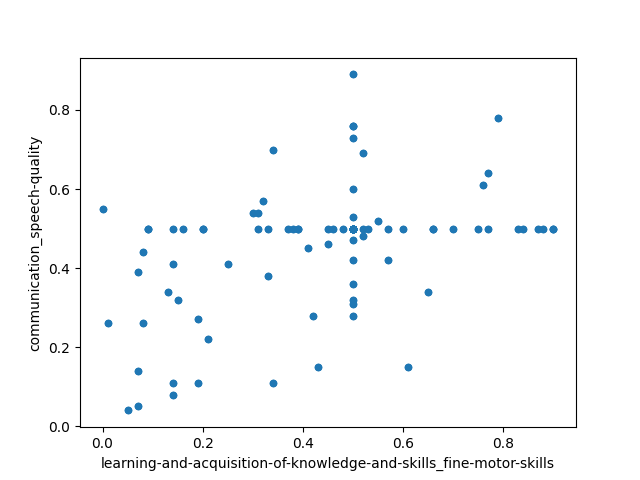 0.8
0.6
0.4
0.2
0.0
communication_speech-quality
0.0 0.2 0.4 0.6 0.8
learning-and-acquisition-of-knowledge-and-skills_fine-motor-skills